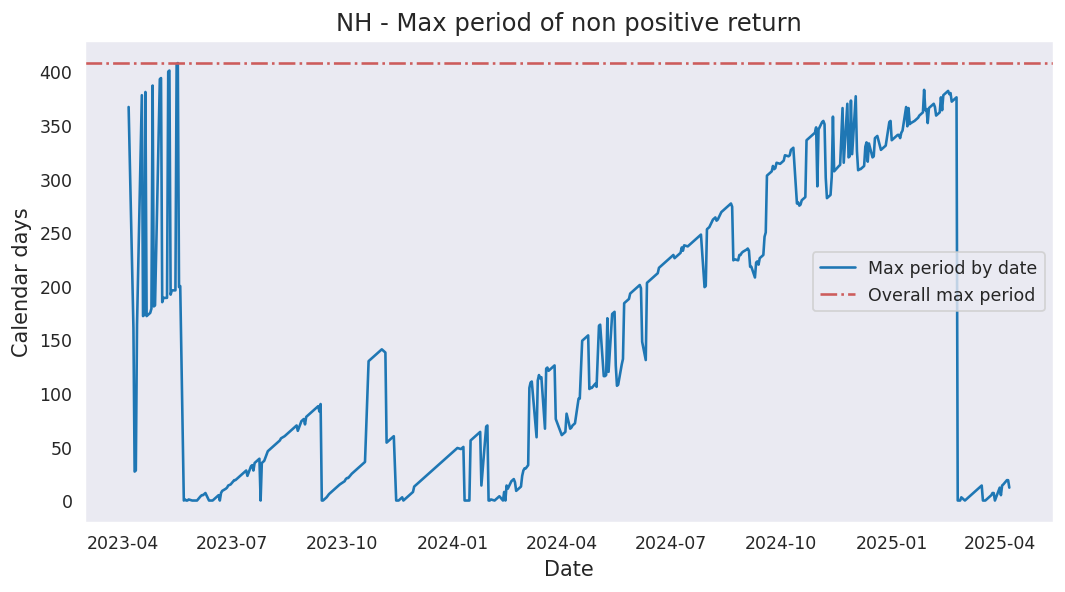 NH - Max period of non positive return
Calendar days
400
350
300
250
200
150
100
50
0
Max period by date
Overall max period
2023-04 2023-07 2023-10 2024-01 2024-04 2024-07 2024-10 2025-01 2025-04
Date